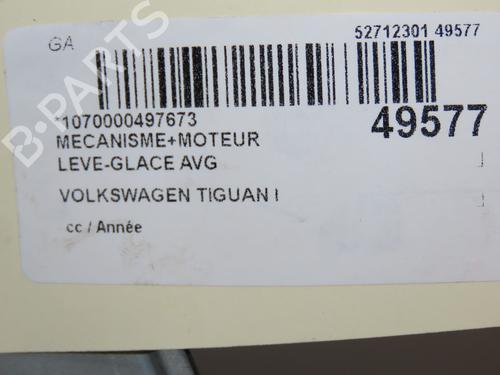 GA
52712301 49577
*1070000497673
49577
MECANISME+MOTEUR
LEVE-GLACE AVG
VOLKSWAGEN TIGUAN I
cc / Année
B-PARTS